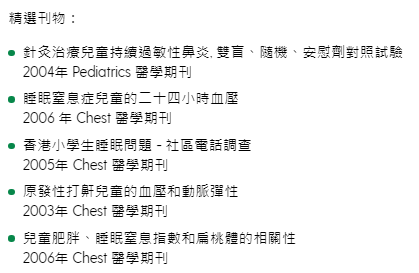 精選刊物：
針灸治療兒童持續過敏性鼻炎, 雙盲、隨機、安慰劑對照試驗
2004年 Pediatrics 醫學期刊
睡眠窒息症兒童的二十四小時血壓
2006 年 Chest 醫學期刊
香港小學生睡眠問題 - 社區電話調查
2005年 Chest 醫學期刊
原發性打鼾兒童的血壓和動脈彈性
2003年 Chest 醫學期刊
兒童肥胖、睡眠窒息指數和扁桃體的相關性
2006年 Chest 醫學期刊